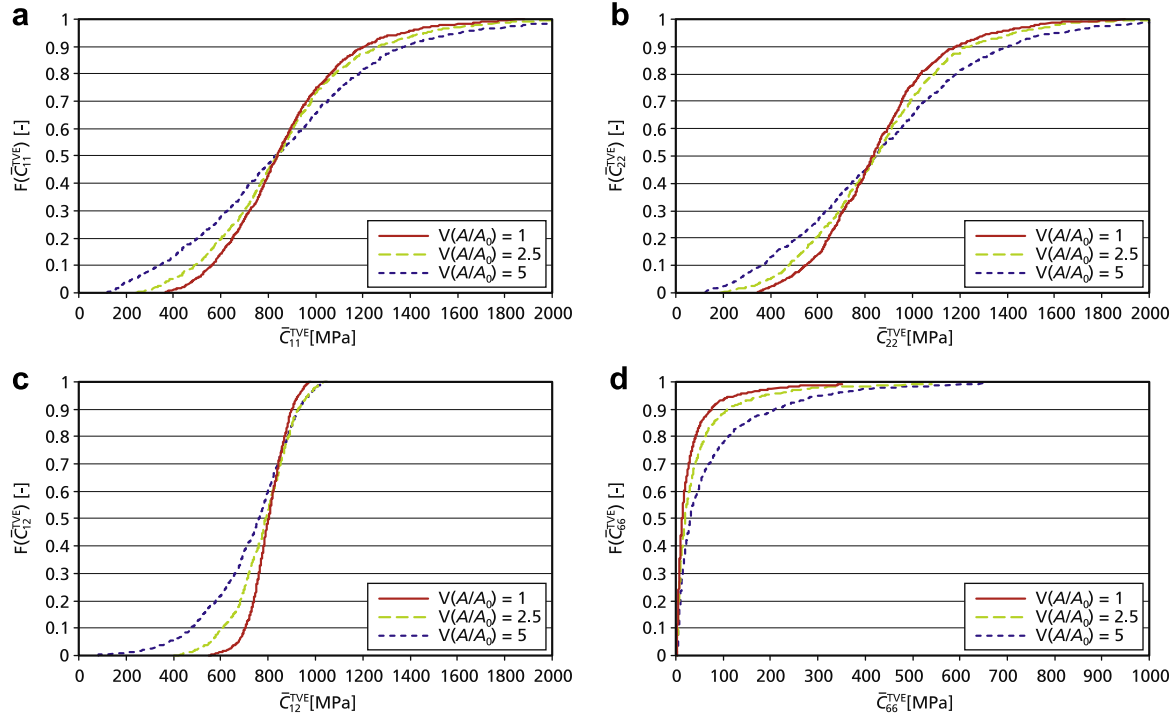 a
F(C̄₁₁ᵀⱽᴱ) [-]
1
0.9
0.8
0.7
0.6
0.5
0.4
0.3
0.2
0.1
0
V(A/A₀) = 1
V(A/A₀) = 2.5
V(A/A₀) = 5
0 200 400 600 800 1000 1200 1400 1600 1800 2000
C̄₁₁ᵀⱽᴱ[MPa]
b
F(C̄₂₂ᵀⱽᴱ) [-]
1
0.9
0.8
0.7
0.6
0.5
0.4
0.3
0.2
0.1
0
V(A/A₀) = 1
V(A/A₀) = 2.5
V(A/A₀) = 5
0 200 400 600 800 1000 1200 1400 1600 1800 2000
C̄₂₂ᵀⱽᴱ[MPa]
c
F(C̄₁₂ᵀⱽᴱ) [-]
1
0.9
0.8
0.7
0.6
0.5
0.4
0.3
0.2
0.1
0
V(A/A₀) = 1
V(A/A₀) = 2.5
V(A/A₀) = 5
0 200 400 600 800 1000 1200 1400 1600 1800 2000
C̄₁₂ᵀⱽᴱ[MPa]
d
F(C̄₆₆ᵀⱽᴱ) [-]
1
0.9
0.8
0.7
0.6
0.5
0.4
0.3
0.2
0.1
0
V(A/A₀) = 1
V(A/A₀) = 2.5
V(A/A₀) = 5
0 100 200 300 400 500 600 700 800 900 1000
C̄₆₆ᵀⱽᴱ[MPa]